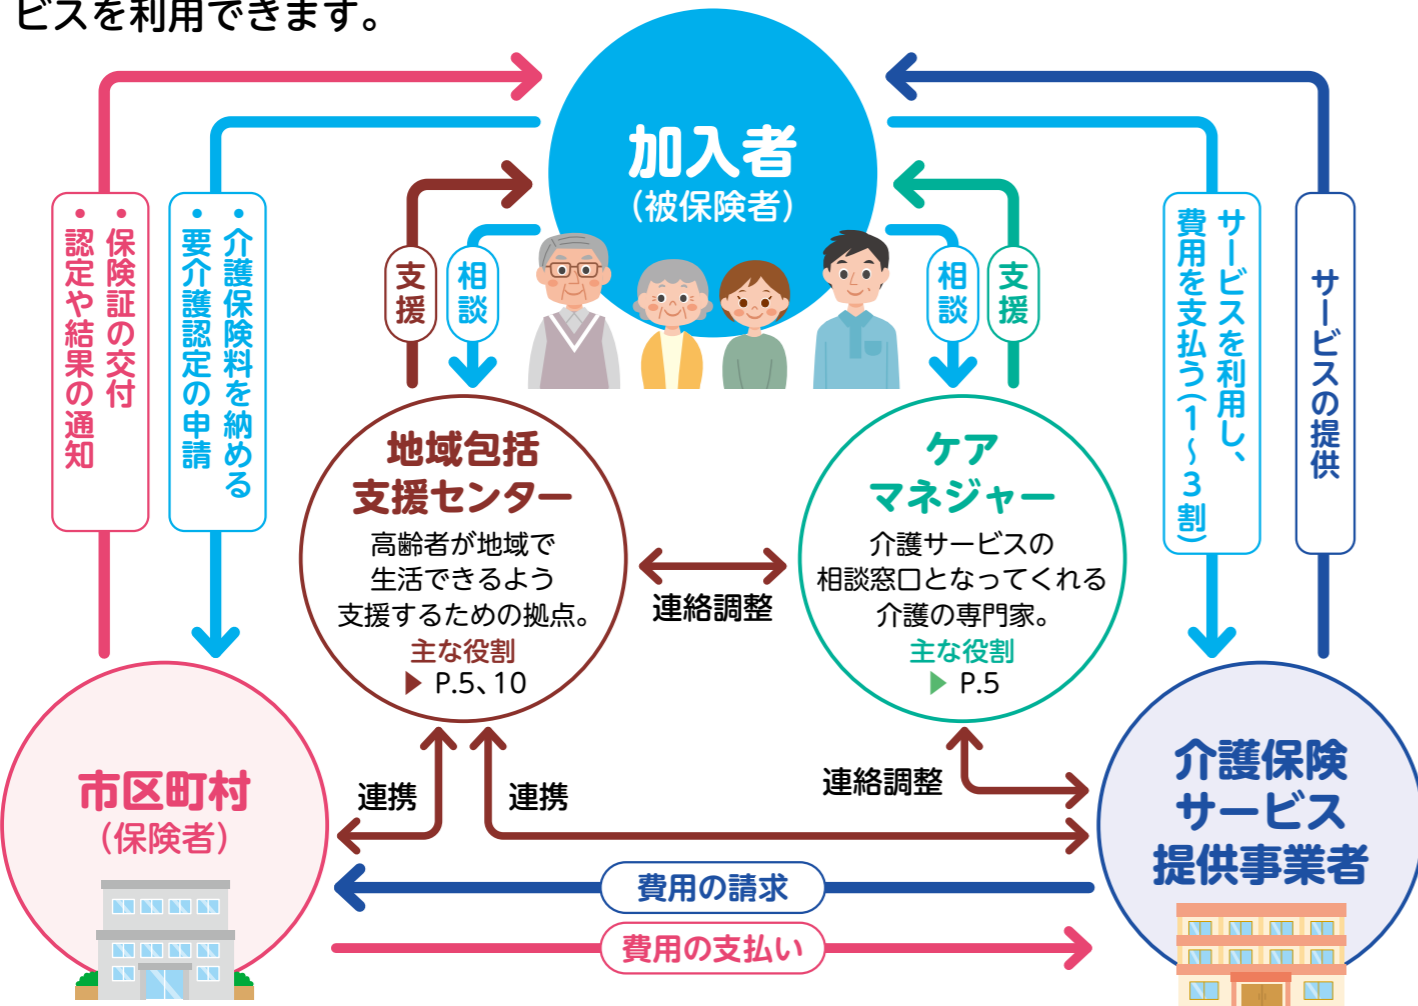 ビスを利用できます。
加入者
（被保険者）
・保険証の交付
・認定や結果の通知
・介護保険料を納める
・要介護認定の申請
支援
相談
相談
支援
サービスを利用し、
費用を支払う（1～3割）
サービスの提供
地域包括
支援センター
高齢者が地域で
生活できるよう
支援するための拠点。
主な役割
▶ P.5、10
連絡調整
ケア
マネジャー
介護サービスの
相談窓口となってくれる
介護の専門家。
主な役割
▶ P.5
市区町村
（保険者）
連携
連携
連絡調整
介護保険
サービス
提供事業者
費用の請求
費用の支払い